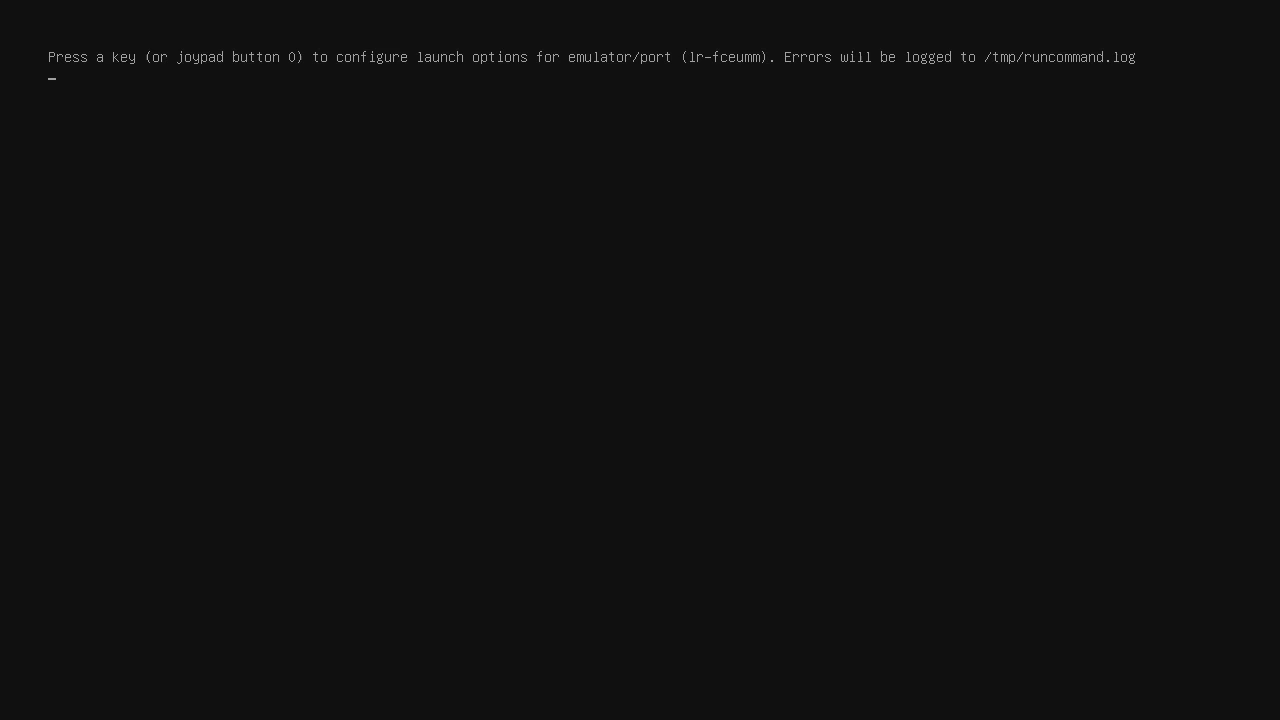 Press a key (or joypad button 0) to configure launch options for emulator/port (lr-fceumm). Errors will be logged to /tmp/runcommand.log